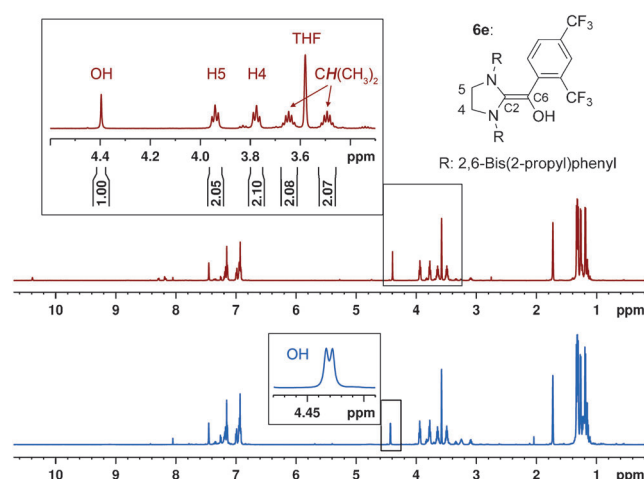 6e:
CF₃
R
N
5
4
C2
C6
N
R
OH
CF₃
R: 2,6-Bis(2-propyl)phenyl
OH
H5
H4
THF
CH(CH₃)₂
4.4 4.2 4.0 3.8 3.6 ppm
1.00 2.05 2.10 2.08 2.07
10 9 8 7 6 5 4 3 2 1 ppm
OH
4.45 ppm
10 9 8 7 6 5 4 3 2 1 ppm